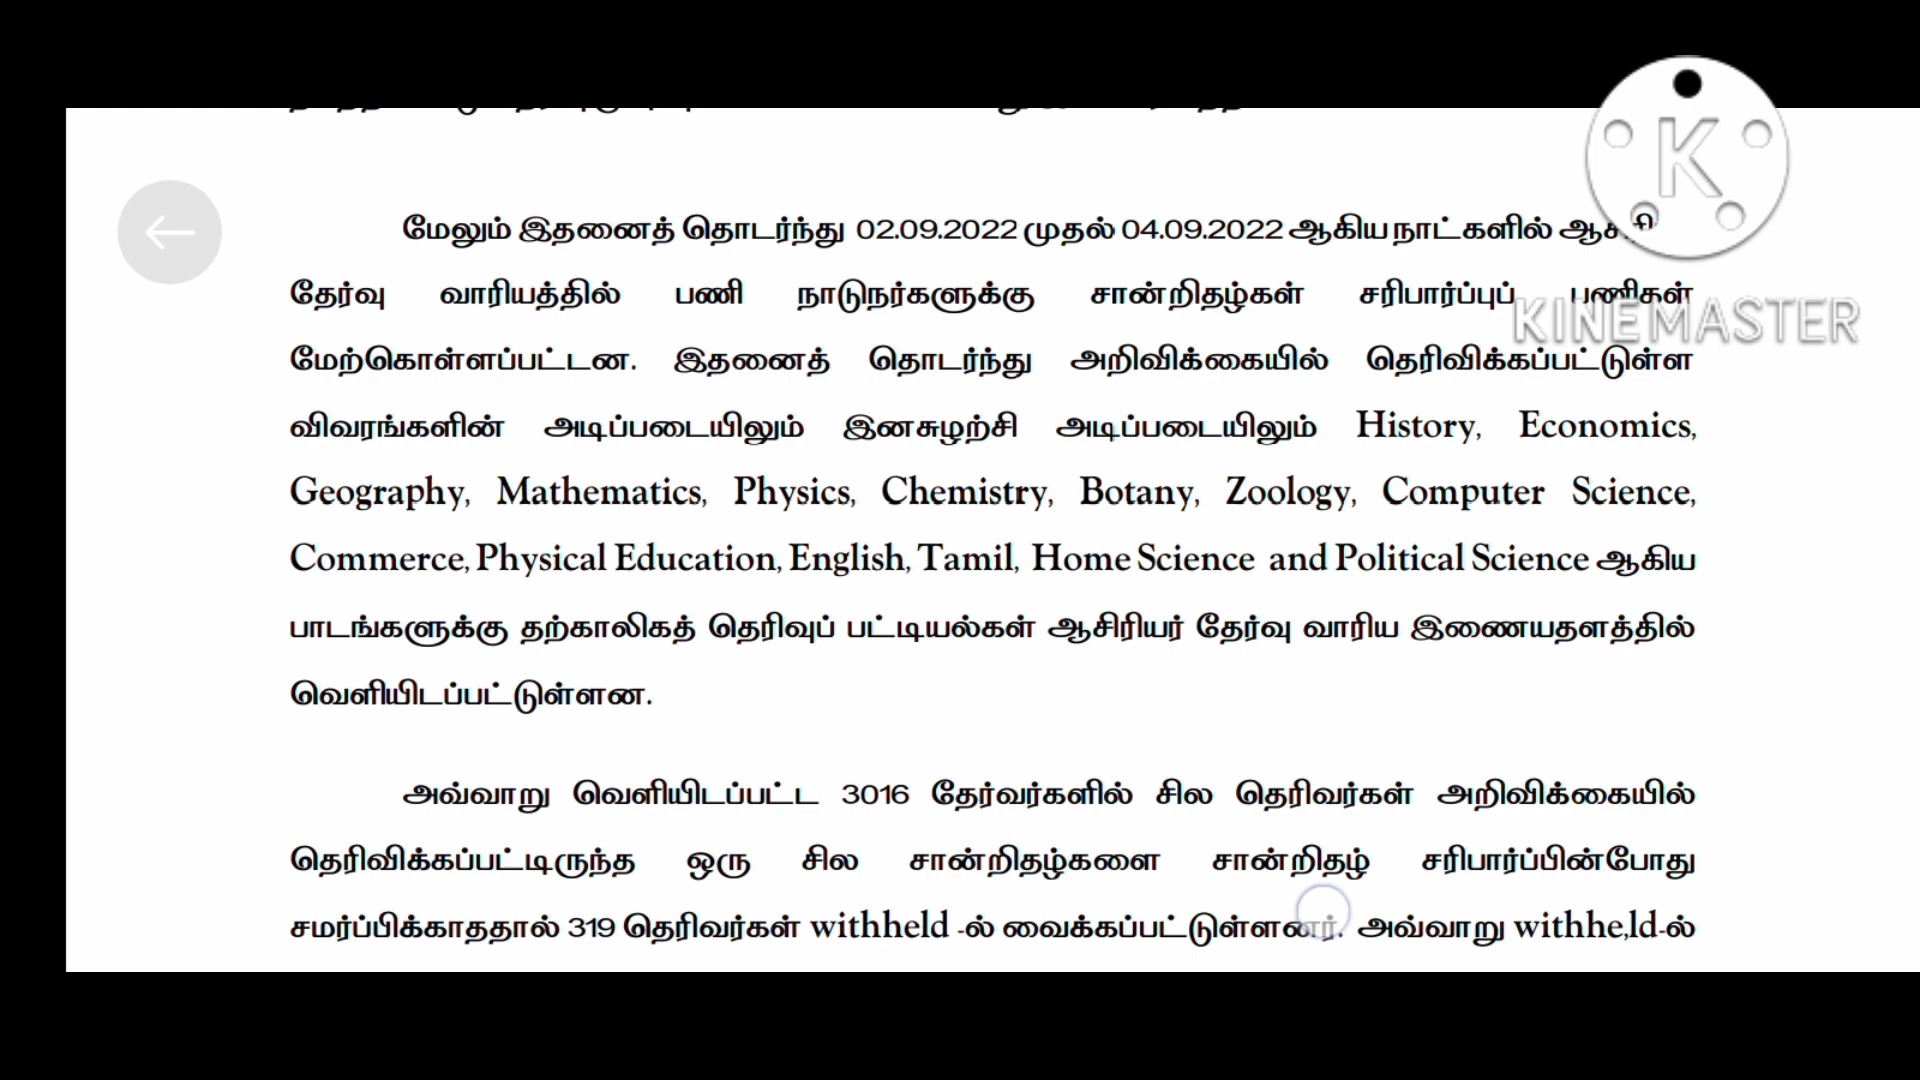 K
மேலும் இதனைத் தொடர்ந்து 02.09.2022 முதல் 04.09.2022 ஆகிய நாட்களில்
தேர்வு வாரியத்தில் பணி நாடுநர்களுக்கு சான்றிதழ்கள் சரிபார்ப்புப் பணிகள்
KINEMASTER
மேற்கொள்ளப்பட்டன. இதனைத் தொடர்ந்து அறிவிக்கையில் தெரிவிக்கப்பட்டுள்ள
விவரங்களின் அடிப்படையிலும் இனசுழற்சி அடிப்படையிலும் History, Economics,
Geography, Mathematics, Physics, Chemistry, Botany, Zoology, Computer Science,
Commerce, Physical Education, English, Tamil, Home Science and Political Science ஆகிய
பாடங்களுக்கு தற்காலிகத் தெரிவுப் பட்டியல்கள் ஆசிரியர் தேர்வு வாரிய இணையதளத்தில்
வெளியிடப்பட்டுள்ளன.
அவ்வாறு வெளியிடப்பட்ட 3016 தேர்வர்களில் சில தெரிவர்கள் அறிவிக்கையில்
தெரிவிக்கப்பட்டிருந்த ஒரு சில சான்றிதழ்களை சான்றிதழ் சரிபார்ப்பின்போது
சமர்ப்பிக்காததால் 319 தெரிவர்கள் withheld -ல் வைக்கப்பட்டுள்ளனர். அவ்வாறு withhe,ld-ல்